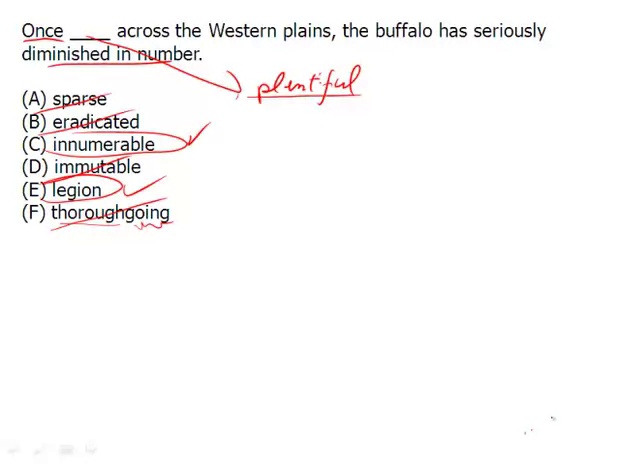 Once ____ across the Western plains, the buffalo has seriously
diminished in number.
plentiful
(A) sparse
(B) eradicated
(C) innumerable
(D) immutable
(E) legion
(F) thoroughgoing